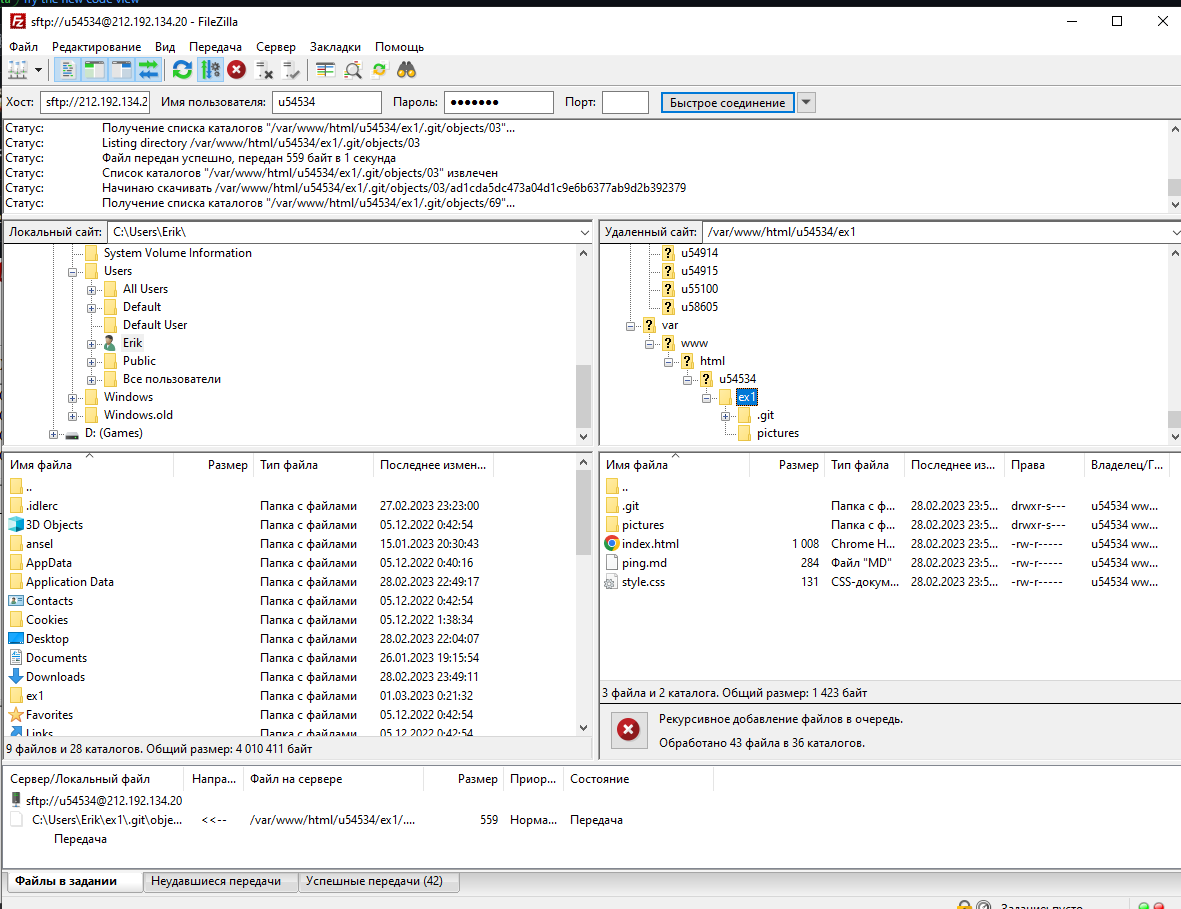 Try the new code view
sftp://u54534@212.192.134.20 - FileZilla
Файл Редактирование Вид Передача Сервер Закладки Помощь
Хост: sftp://212.192.134.2 Имя пользователя: u54534 Пароль: ●●●●●●● Порт: Быстрое соединение
Статус: Получение списка каталогов "/var/www/html/u54534/ex1/.git/objects/03"...
Статус: Listing directory /var/www/html/u54534/ex1/.git/objects/03
Статус: Файл передан успешно, передан 559 байт в 1 секунда
Статус: Список каталогов "/var/www/html/u54534/ex1/.git/objects/03" извлечен
Статус: Начинаю скачивать /var/www/html/u54534/ex1/.git/objects/03/ad1cda5dc473a04d1c9e6b6377ab9d2b392379
Статус: Получение списка каталогов "/var/www/html/u54534/ex1/.git/objects/69"...
Локальный сайт: C:\Users\Erik\
System Volume Information
Users
All Users
Default
Default User
Erik
Public
Все пользователи
Windows
Windows.old
D: (Games)
Удаленный сайт: /var/www/html/u54534/ex1
? u54914
? u54915
? u55100
? u58605
? var
? www
? html
? u54534
ex1
.git
pictures
Имя файла Размер Тип файла Последнее измен...
..
.idlerc Папка с файлами 27.02.2023 23:23:00
3D Objects Папка с файлами 05.12.2022 0:42:54
ansel Папка с файлами 15.01.2023 20:30:43
AppData Папка с файлами 05.12.2022 0:40:16
Application Data Папка с файлами 28.02.2023 22:49:17
Contacts Папка с файлами 05.12.2022 0:42:54
Cookies Папка с файлами 05.12.2022 1:38:34
Desktop Папка с файлами 28.02.2023 22:04:07
Documents Папка с файлами 26.01.2023 19:15:54
Downloads Папка с файлами 28.02.2023 23:49:11
ex1 Папка с файлами 01.03.2023 0:21:32
Favorites Папка с файлами 05.12.2022 0:42:54
Links Папка с файлами 05.12.2022 0:42:54
9 файлов и 28 каталогов. Общий размер: 4 010 411 байт
Имя файла Размер Тип файла Последнее из... Права Владелец/Г...
..
.git Папка с ф... 28.02.2023 23:5... drwxr-s--- u54534 ww...
pictures Папка с ф... 28.02.2023 23:5... drwxr-s--- u54534 ww...
index.html 1 008 Chrome H... 28.02.2023 23:5... -rw-r----- u54534 ww...
ping.md 284 Файл "MD" 28.02.2023 23:5... -rw-r----- u54534 ww...
style.css 131 CSS-докум... 28.02.2023 23:5... -rw-r----- u54534 ww...
3 файла и 2 каталога. Общий размер: 1 423 байт
Рекурсивное добавление файлов в очередь.
Обработано 43 файла в 36 каталогов.
Сервер/Локальный файл Напра... Файл на сервере Размер Приор... Состояние
sftp://u54534@212.192.134.20
C:\Users\Erik\ex1\.git\obje... <<-- /var/www/html/u54534/ex1/.... 559 Норма... Передача
Передача
Файлы в задании Неудавшиеся передачи Успешные передачи (42)
Задание: пусто